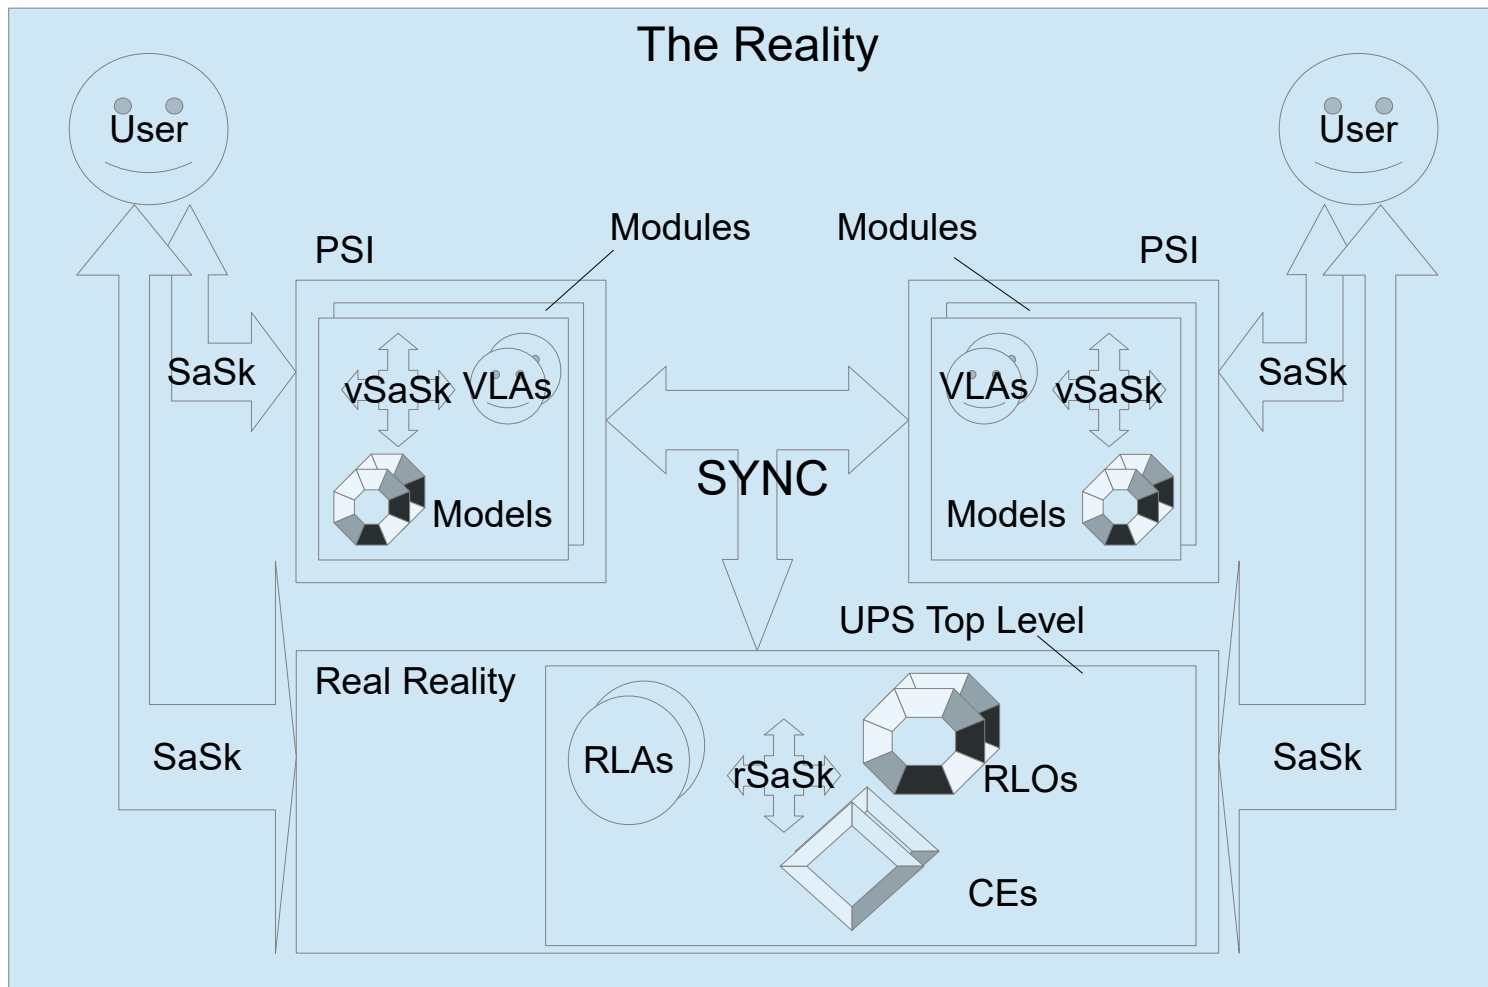 The Reality
User
User
Modules
Modules
PSI
PSI
SaSk
vSaSk
VLAs
VLAs
vSaSk
SaSk
SYNC
Models
Models
UPS Top Level
Real Reality
SaSk
RLAs
rSaSk
RLOs
SaSk
CEs